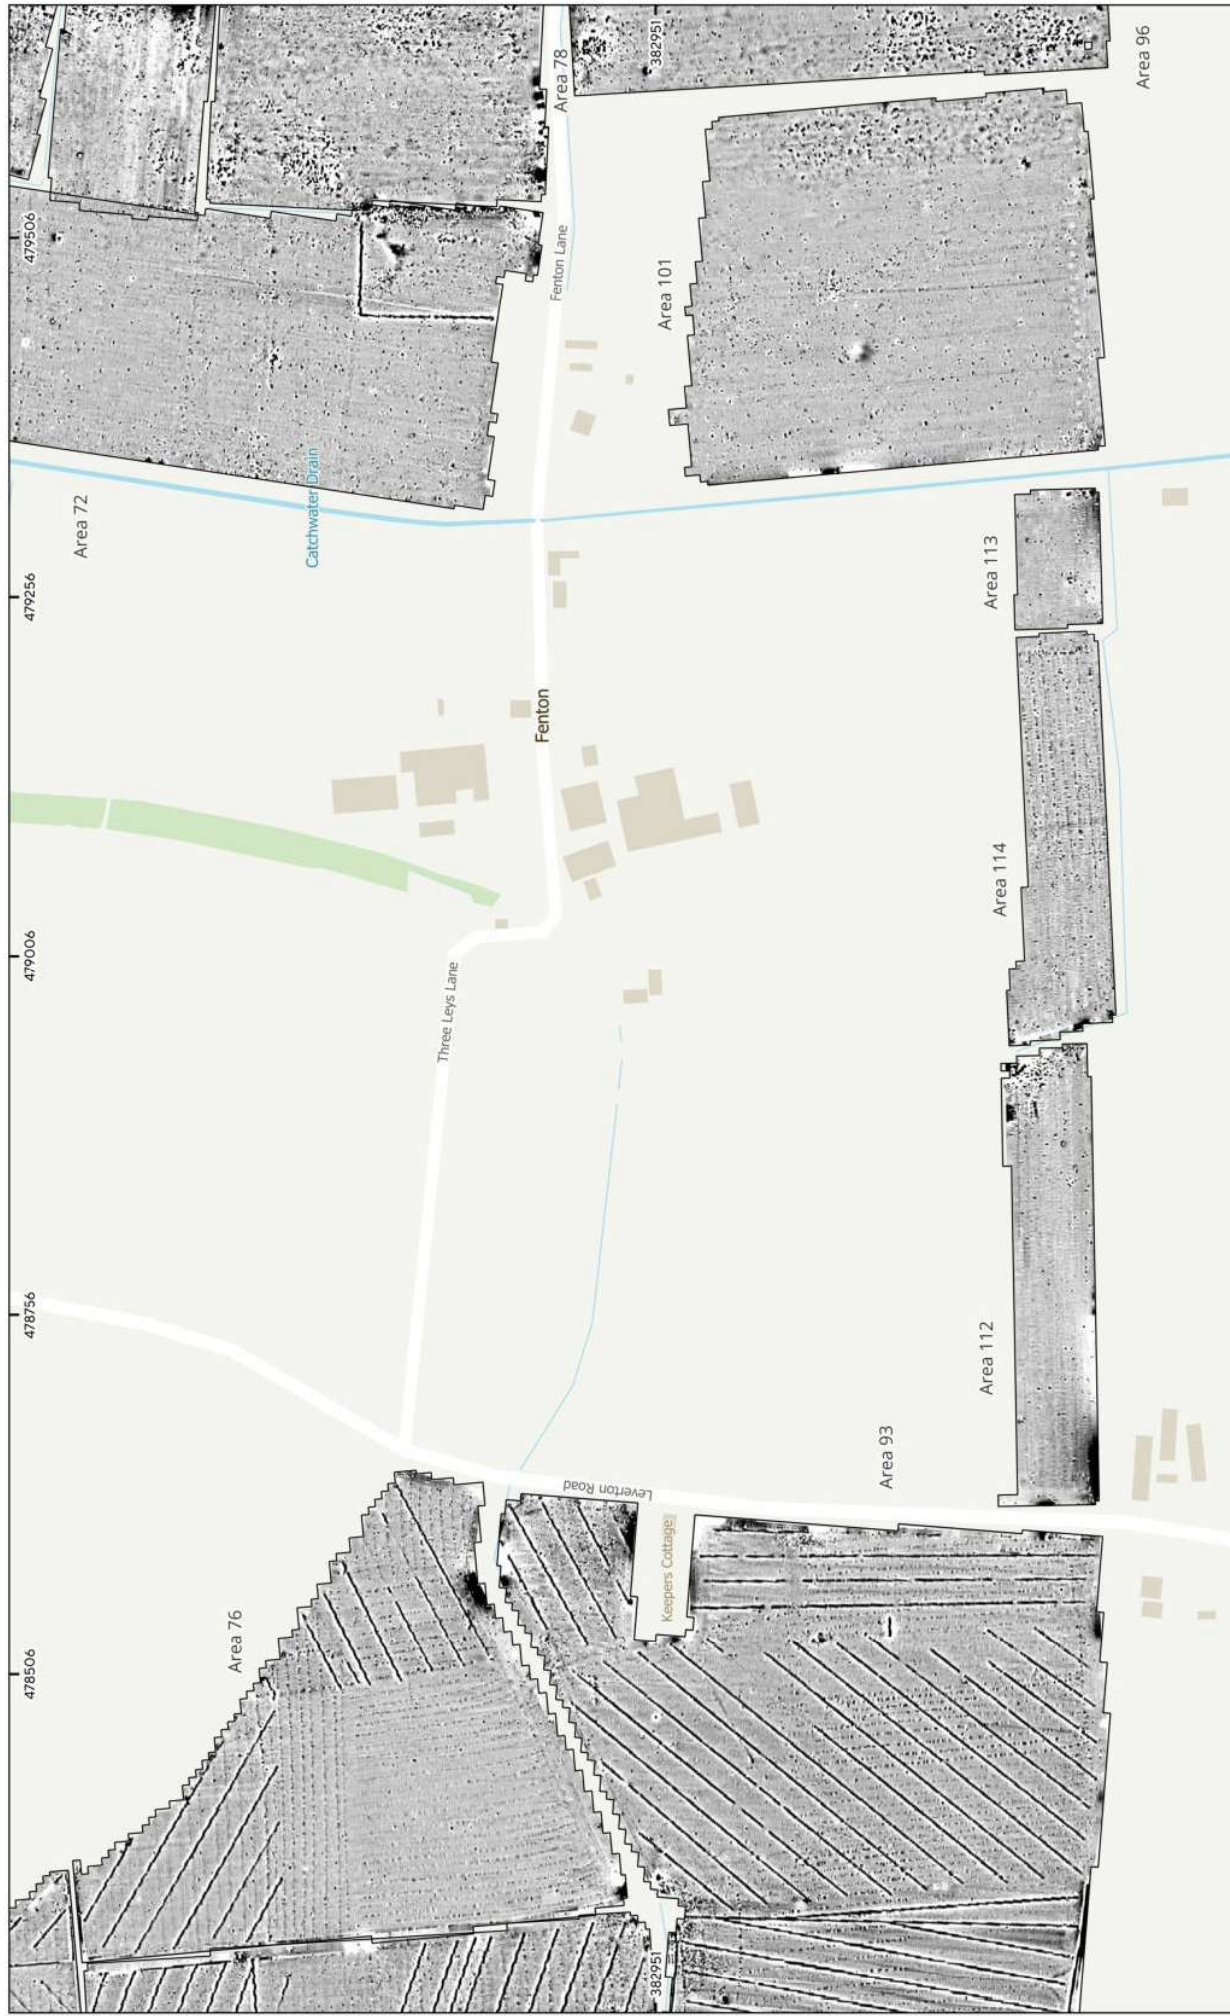 382951
Area 78
Area 96
479506
Fenton Lane
Area 101
Area 72
Catchwater Drain
479256
Area 113
Fenton
Area 114
479006
Three Leys Lane
478756
Area 112
Area 93
Leverton Road
Keepers Cottage
Area 76
478506
382951